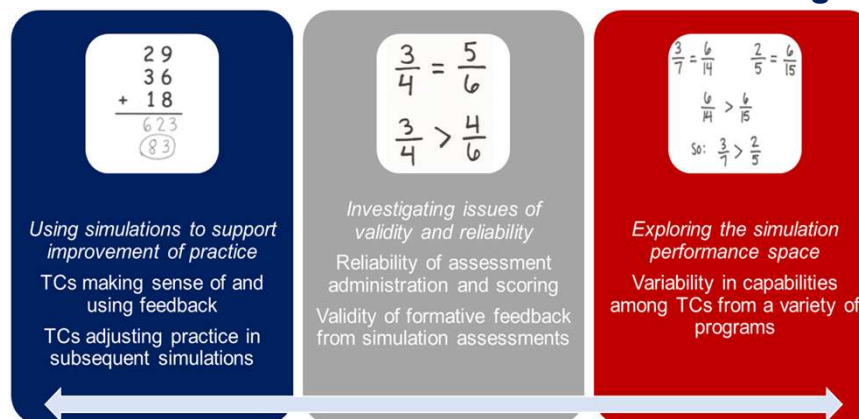 29
36
+ 18
623
83
Using simulations to support
improvement of practice
TCs making sense of and
using feedback
TCs adjusting practice in
subsequent simulations
3/4 = 5/6
3/4 > 4/6
Investigating issues of
validity and reliability
Reliability of assessment
administration and scoring
Validity of formative feedback
from simulation assessments
3/7 = 6/14 2/5 = 6/15
6/14 > 6/15
So: 3/7 > 2/5
Exploring the simulation
performance space
Variability in capabilities
among TCs from a variety of
programs